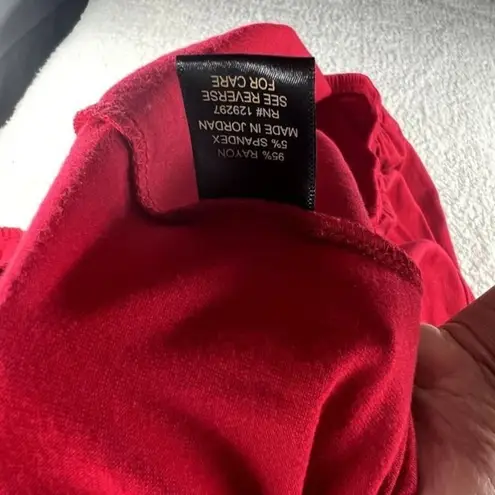 95% RAYON
5% SPANDEX
MADE IN JORDAN
RN# 129297
SEE REVERSE
FOR CARE